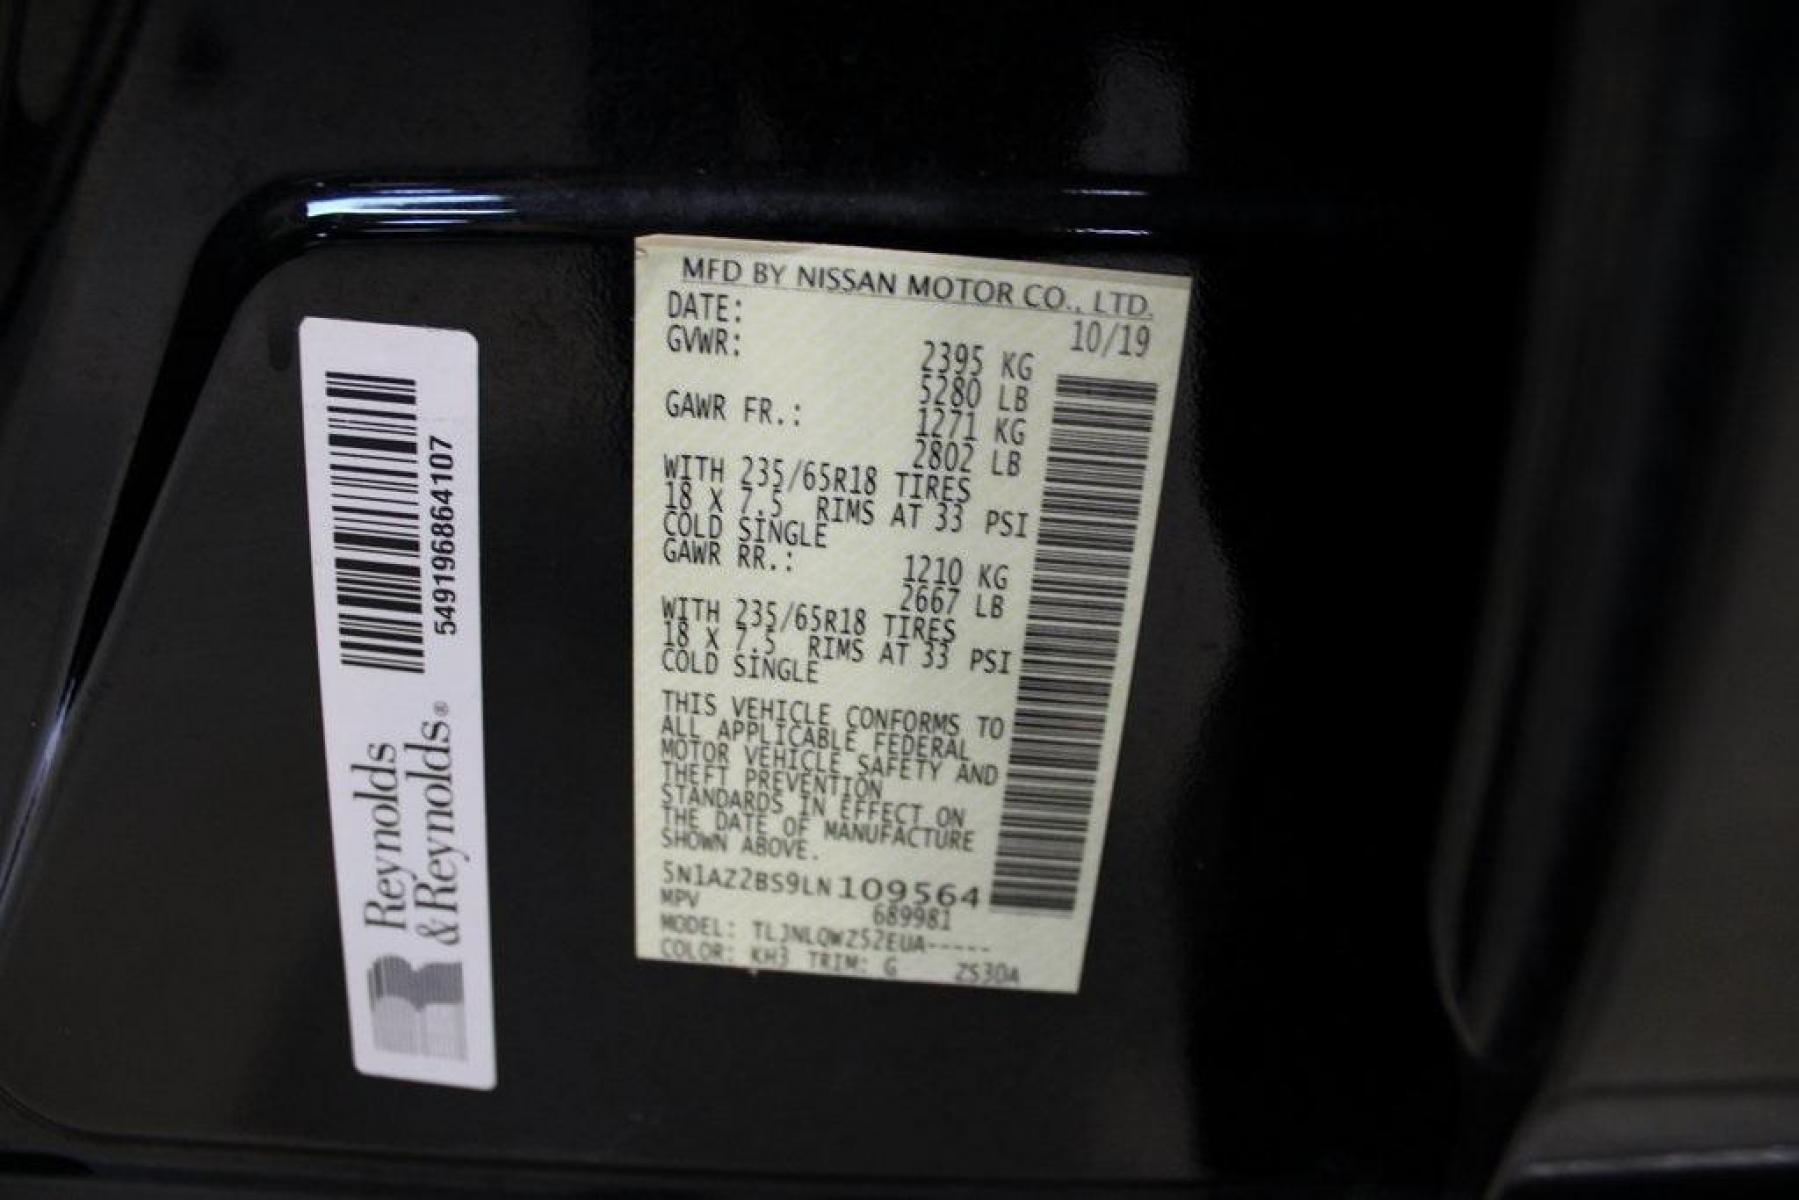 MFD BY NISSAN MOTOR CO., LTD.
DATE: 10/19
GVWR: 2395 KG
5280 LB
GAWR FR.: 1271 KG
2802 LB
WITH 235/65R18 TIRES
18 X 7.5 RIMS AT 33 PSI
COLD SINGLE
GAWR RR.: 1210 KG
2667 LB
WITH 235/65R18 TIRES
18 X 7.5 RIMS AT 33 PSI
COLD SINGLE
THIS VEHICLE CONFORMS TO
ALL APPLICABLE FEDERAL
MOTOR VEHICLE SAFETY AND
THEFT PREVENTION
STANDARDS IN EFFECT ON
THE DATE OF MANUFACTURE
SHOWN ABOVE.
5N1AZ2BS9LN109564
MPV 689981
MODEL: TLJNLQWZ52EUA-----
COLOR: KH3 TRIM: G ZS30A
549196864107
Reynolds
&Reynolds®